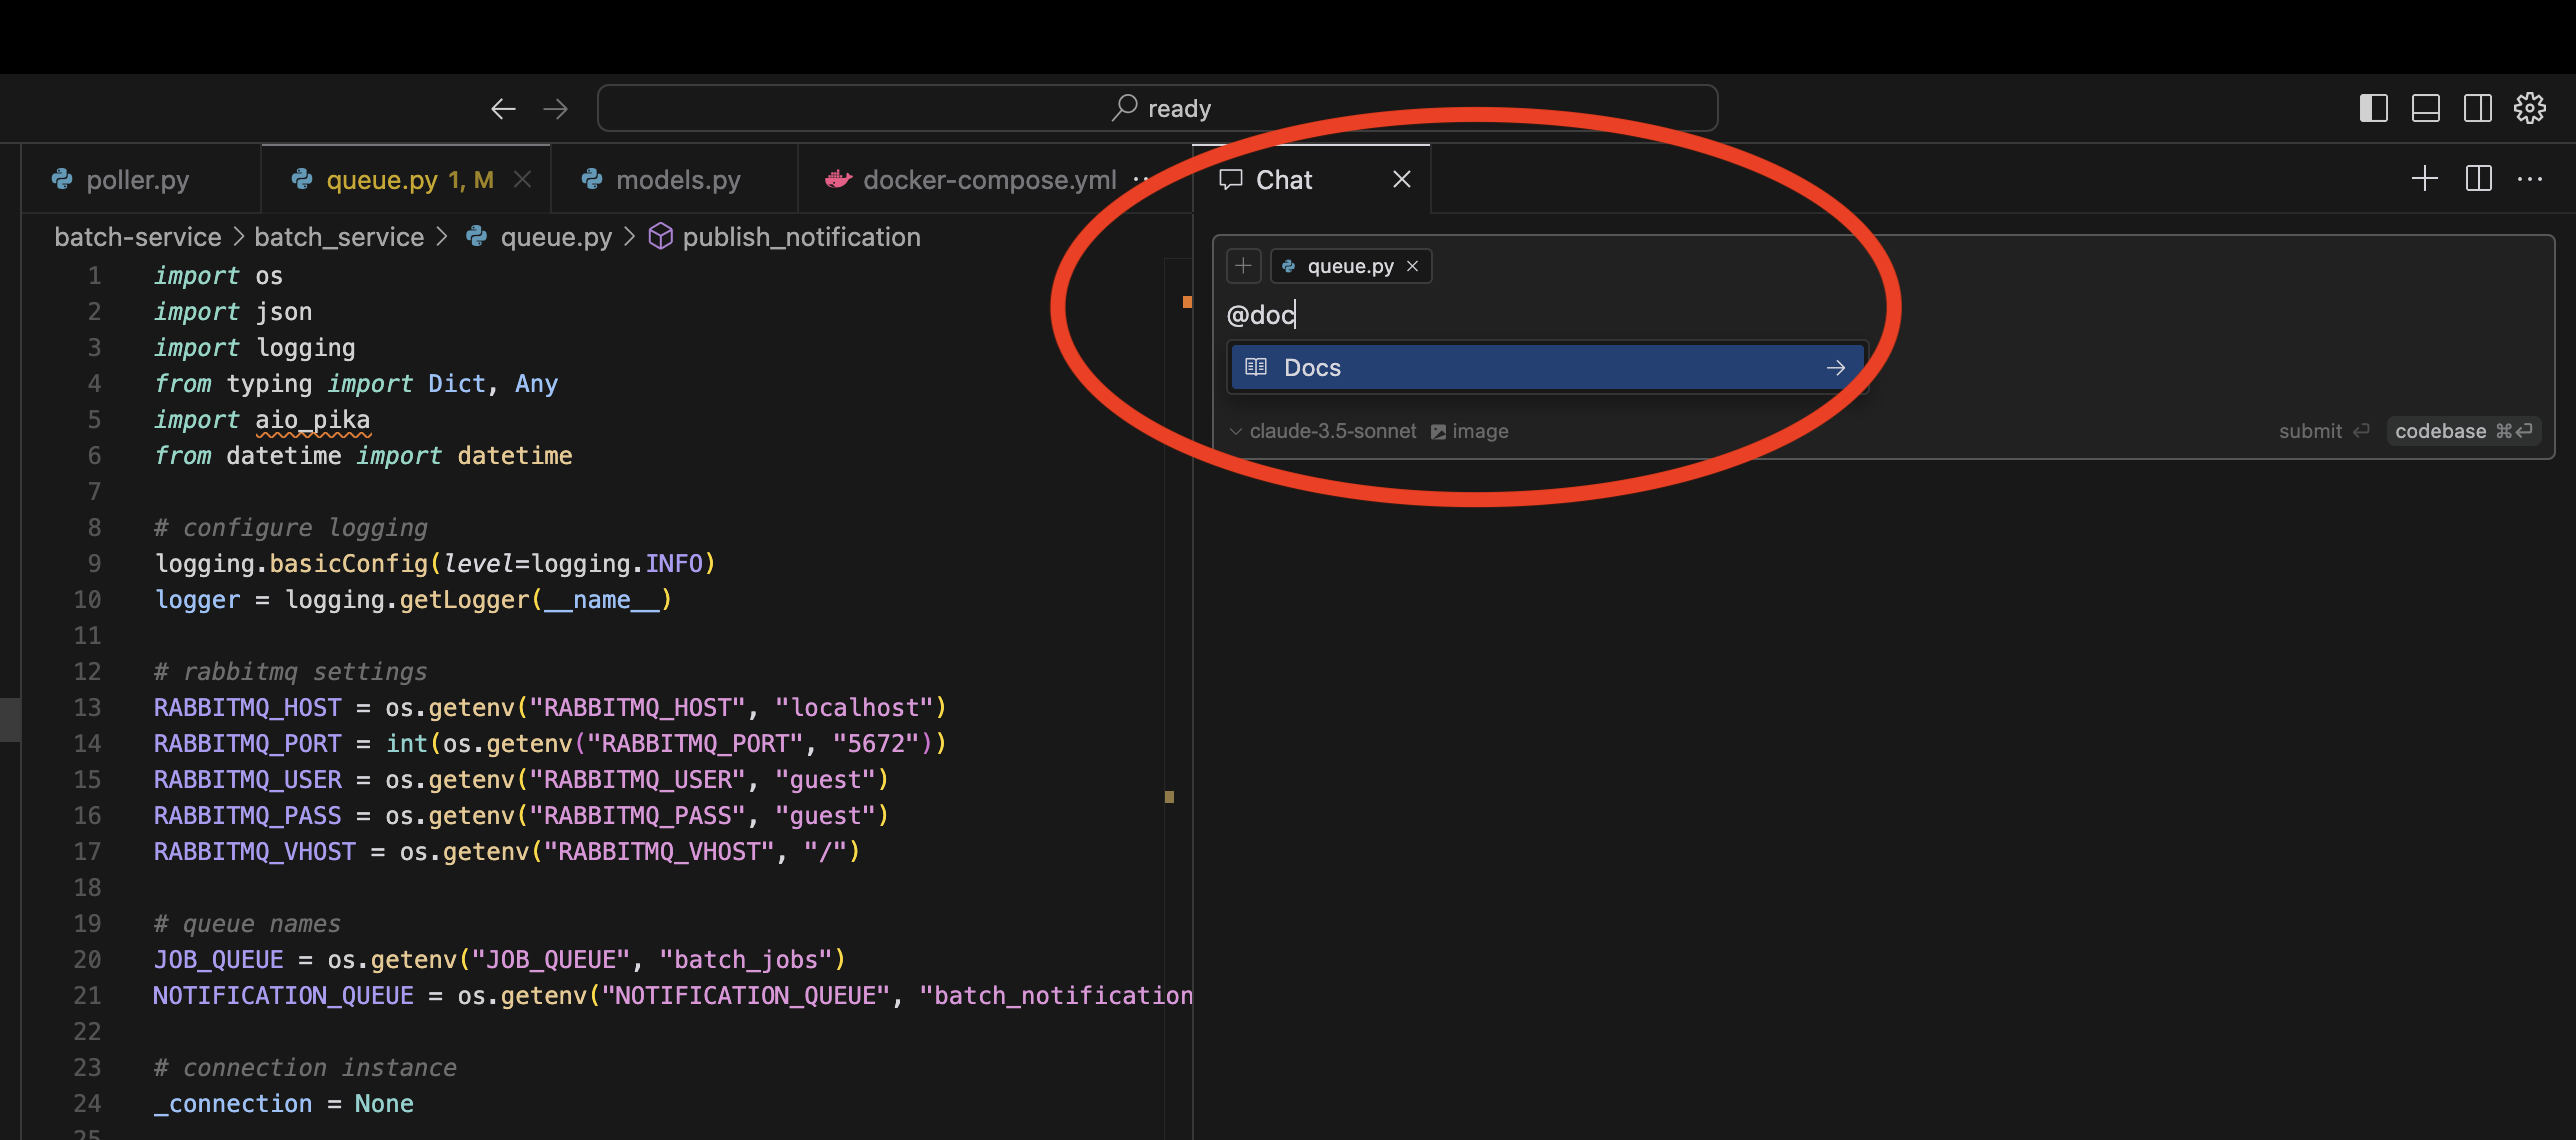 ready
poller.py
queue.py 1, M
models.py
docker-compose.yml ...
batch-service > batch_service > queue.py > publish_notification
1 import os
2 import json
3 import logging
4 from typing import Dict, Any
5 import aio_pika
6 from datetime import datetime
7
8 # configure logging
9 logging.basicConfig(level=logging.INFO)
10 logger = logging.getLogger(__name__)
11
12 # rabbitmq settings
13 RABBITMQ_HOST = os.getenv("RABBITMQ_HOST", "localhost")
14 RABBITMQ_PORT = int(os.getenv("RABBITMQ_PORT", "5672"))
15 RABBITMQ_USER = os.getenv("RABBITMQ_USER", "guest")
16 RABBITMQ_PASS = os.getenv("RABBITMQ_PASS", "guest")
17 RABBITMQ_VHOST = os.getenv("RABBITMQ_VHOST", "/")
18
19 # queue names
20 JOB_QUEUE = os.getenv("JOB_QUEUE", "batch_jobs")
21 NOTIFICATION_QUEUE = os.getenv("NOTIFICATION_QUEUE", "batch_notification
22
23 # connection instance
24 _connection = None
25
Chat
queue.py
@doc
Docs
claude-3.5-sonnet image
submit
codebase ⌘